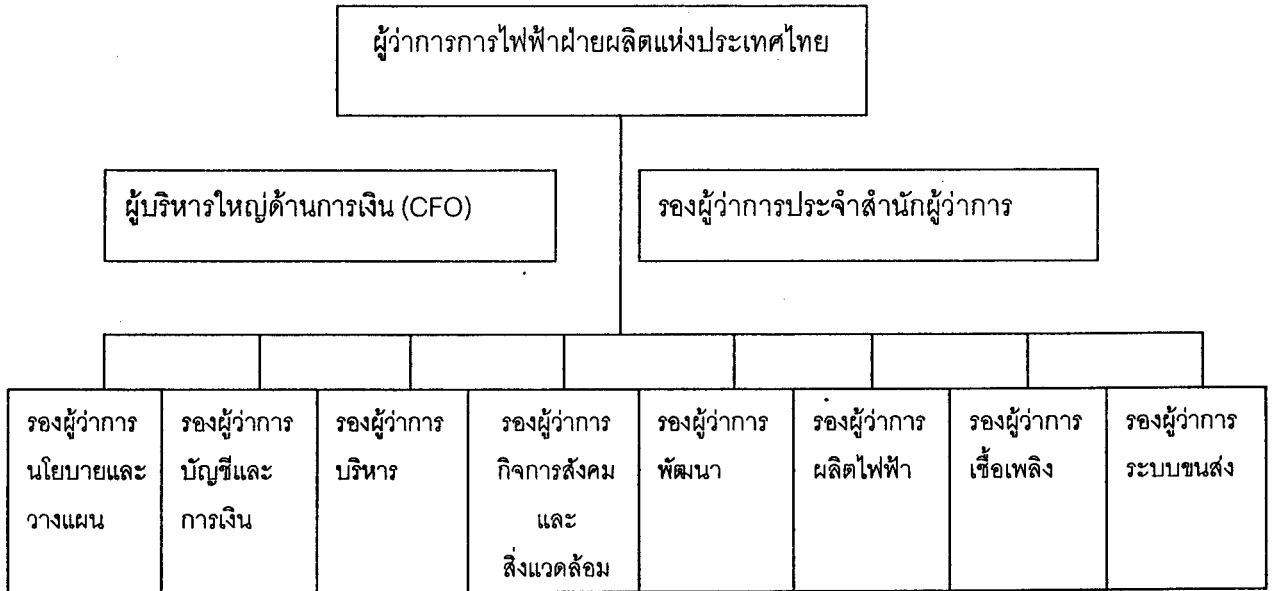 ผู้ว่าการการไฟฟ้าฝ่ายผลิตแห่งประเทศไทย
ผู้บริหารใหญ่ด้านการเงิน (CFO)
รองผู้ว่าการประจำสำนักผู้ว่าการ
รองผู้ว่าการ
นโยบายและ
วางแผน
รองผู้ว่าการ
บัญชีและ
การเงิน
รองผู้ว่าการ
บริหาร
รองผู้ว่าการ
กิจการสังคม
และ
สิ่งแวดล้อม
รองผู้ว่าการ
พัฒนา
รองผู้ว่าการ
ผลิตไฟฟ้า
รองผู้ว่าการ
เชื้อเพลิง
รองผู้ว่าการ
ระบบขนส่ง